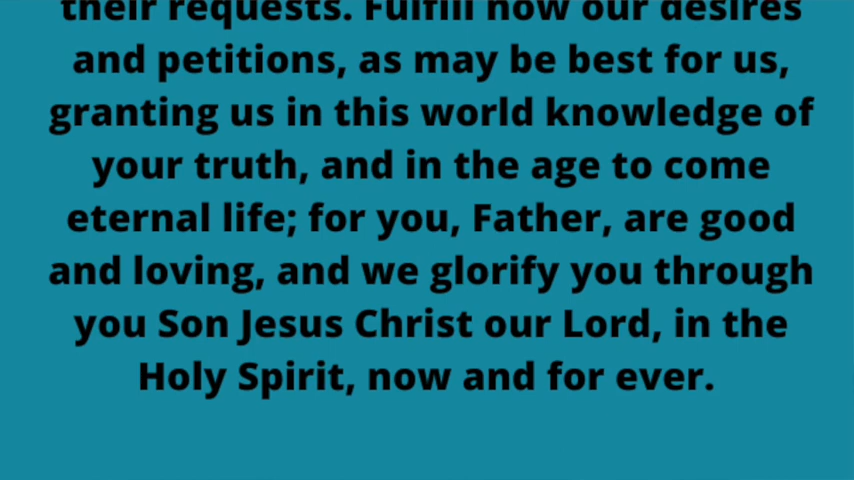 their requests. Fulfill now our desires
and petitions, as may be best for us,
granting us in this world knowledge of
your truth, and in the age to come
eternal life; for you, Father, are good
and loving, and we glorify you through
you Son Jesus Christ our Lord, in the
Holy Spirit, now and for ever.